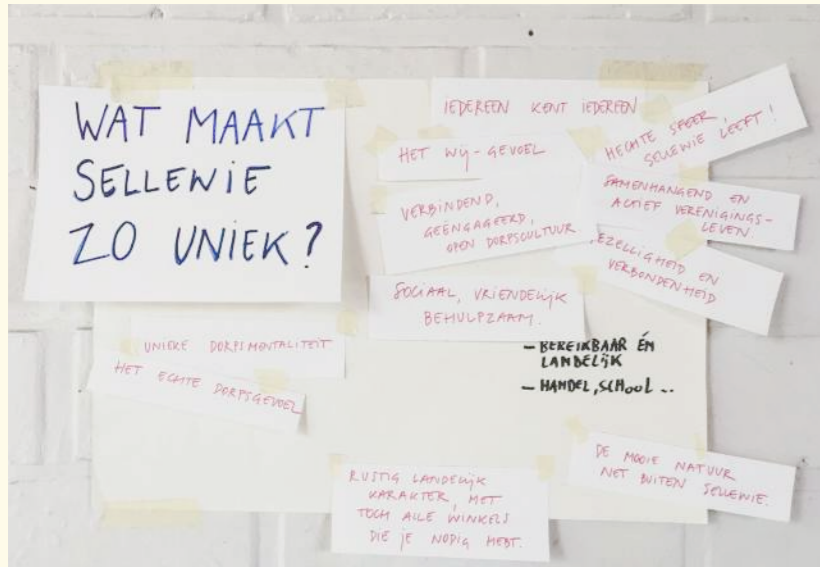 WAT MAAKT
SELLEWIE
ZO UNIEK?
IEDEREEN KENT IEDEREEN
HET WIJ-GEVOEL
HECHTE SFEER,
SELLEWIE LEEFT!
VERBINDEND,
GEËNGAGEERD,
OPEN DORPSCULTUUR
SAMENHANGEND EN
ACTIEF VERENIGINGS-
LEVEN.
EZELLIGHEID EN
VERBONDENHEID
SOCIAAL, VRIENDELIJK
BEHULPZAAM.
UNIEKE DORPSMENTALITEIT
HET ECHTE DORPSGEVOEL
- BEREIKBAAR ÉN
LANDELIJK
- HANDEL, SCHOOL ..
RUSTIG LANDELIJK
KARAKTER, MET
TOCH ALLE WINKELS
DIE JE NODIG HEBT.
DE MOOIE NATUUR
NET BUITEN SELLEWIE.